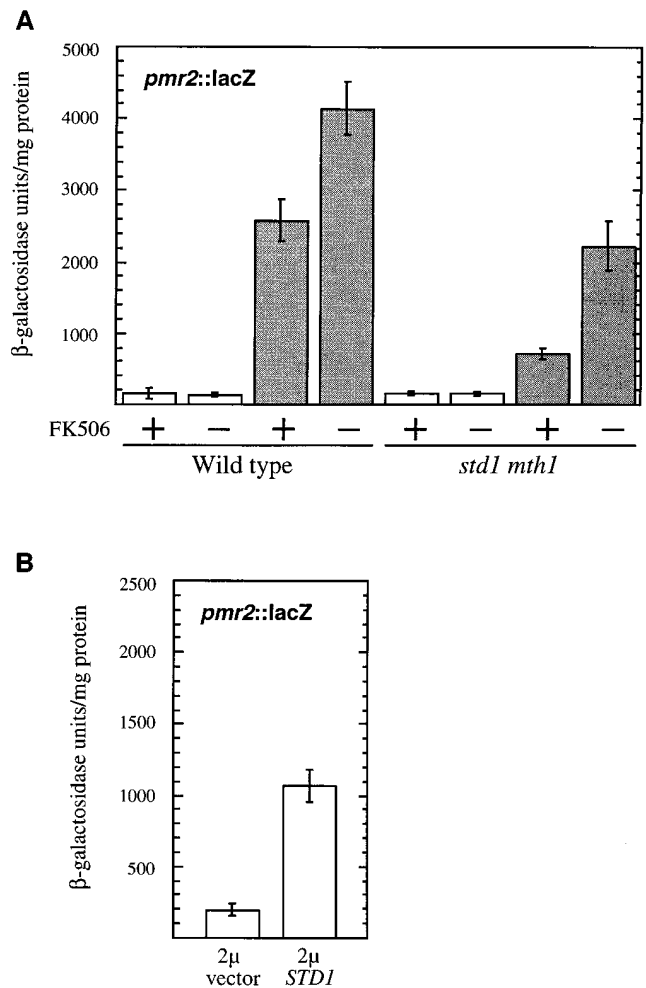 A
5000
pmr2::lacZ
4000
3000
2000
1000
β-galactosidase units/mg protein
FK506 + − + − + − + −
Wild type std1 mth1
B
2500
pmr2::lacZ
2000
1500
1000
500
β-galactosidase units/mg protein
2μ 2μ
vector STD1